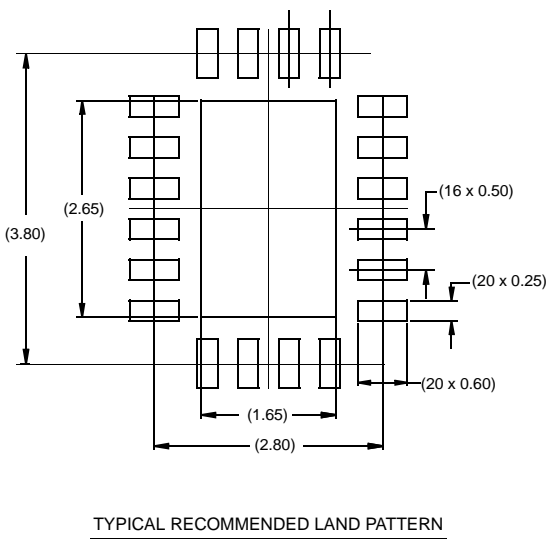 (16 x 0.50)
(2.65)
(3.80)
(20 x 0.25)
(20 x 0.60)
(1.65)
(2.80)
TYPICAL RECOMMENDED LAND PATTERN